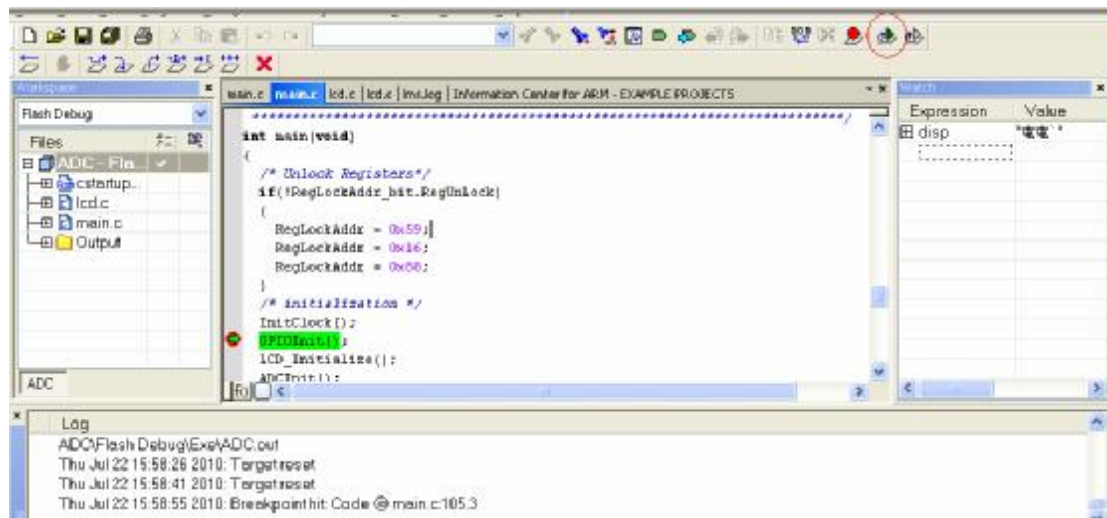 Workspace
Flash Debug
Files
ADC - Fla...
cstartup..
lcd.c
main.c
Output
ADC
main.c main.c lcd.c lcd.c Information Center for ARM - EXAMPLE PROJECTS
int main(void)
{
/* Unlock Registers*/
if(!RegLockAddr_bit.RegUnLock)
{
RegLockAddr = 0x59;
RegLockAddr = 0x16;
RegLockAddr = 0x88;
}
/* initialization */
InitClock();
GPIOInit();
LCD_Initialize();
ADCInit();
Watch
Expression Value
disp
Log
ADC\Flash Debug\Exe\ADC.out
Thu Jul 22 15:58:26 2010: Target reset
Thu Jul 22 15:58:41 2010: Target reset
Thu Jul 22 15:58:55 2010: Breakpoint hit: Code @ main.c:105.3